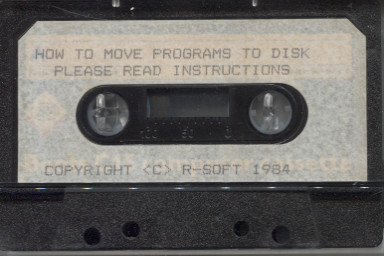 HOW TO MOVE PROGRAMS TO DISK
PLEASE READ INSTRUCTIONS
COPYRIGHT <C> R-SOFT 1984